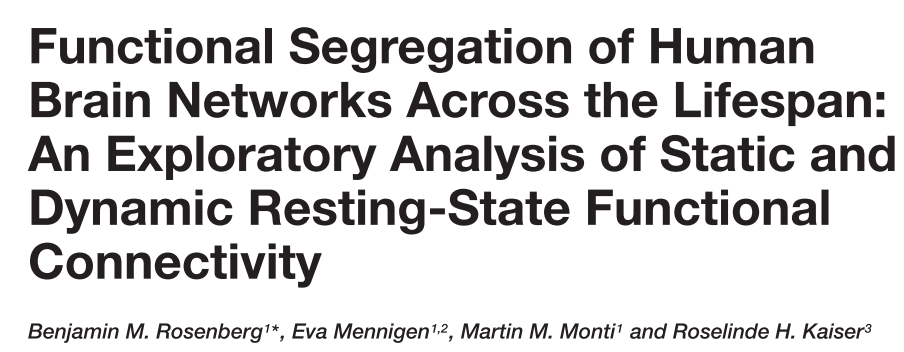 Functional Segregation of Human
Brain Networks Across the Lifespan:
An Exploratory Analysis of Static and
Dynamic Resting-State Functional
Connectivity
Benjamin M. Rosenberg¹*, Eva Mennigen¹,², Martin M. Monti¹ and Roselinde H. Kaiser³